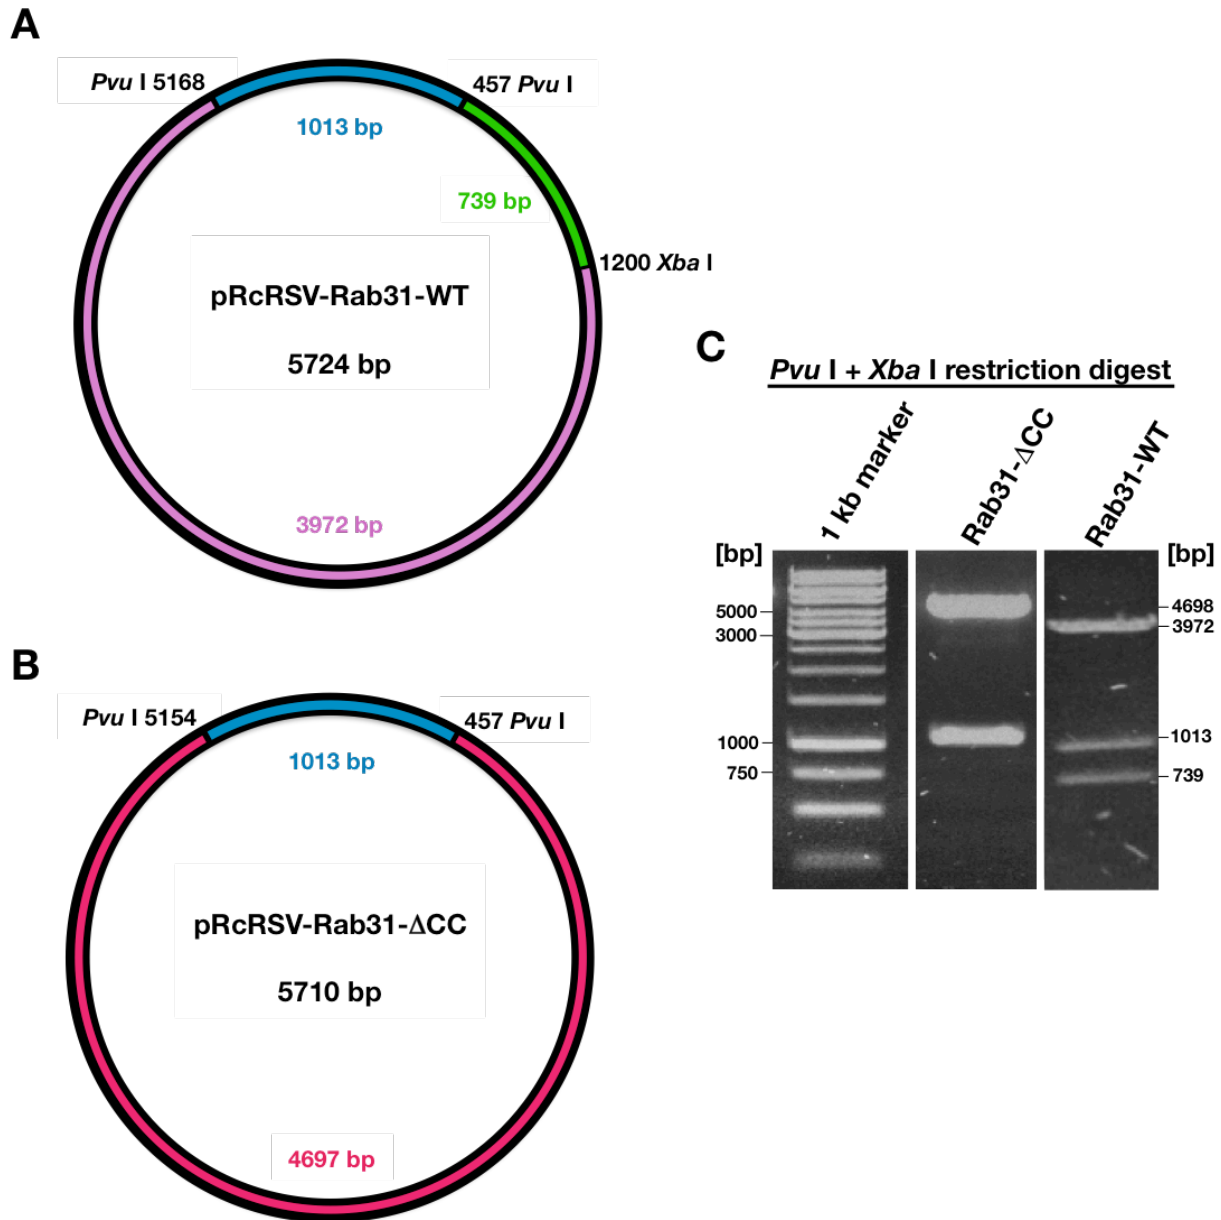 A
Pvu I 5168
457 Pvu I
1013 bp
739 bp
1200 Xba I
pRcRSV-Rab31-WT
5724 bp
3972 bp
B
Pvu I 5154
457 Pvu I
1013 bp
pRcRSV-Rab31-ΔCC
5710 bp
4697 bp
C
Pvu I + Xba I restriction digest
1 kb marker
Rab31-ΔCC
Rab31-WT
[bp]
[bp]
5000
3000
1000
750
4698
3972
1013
739